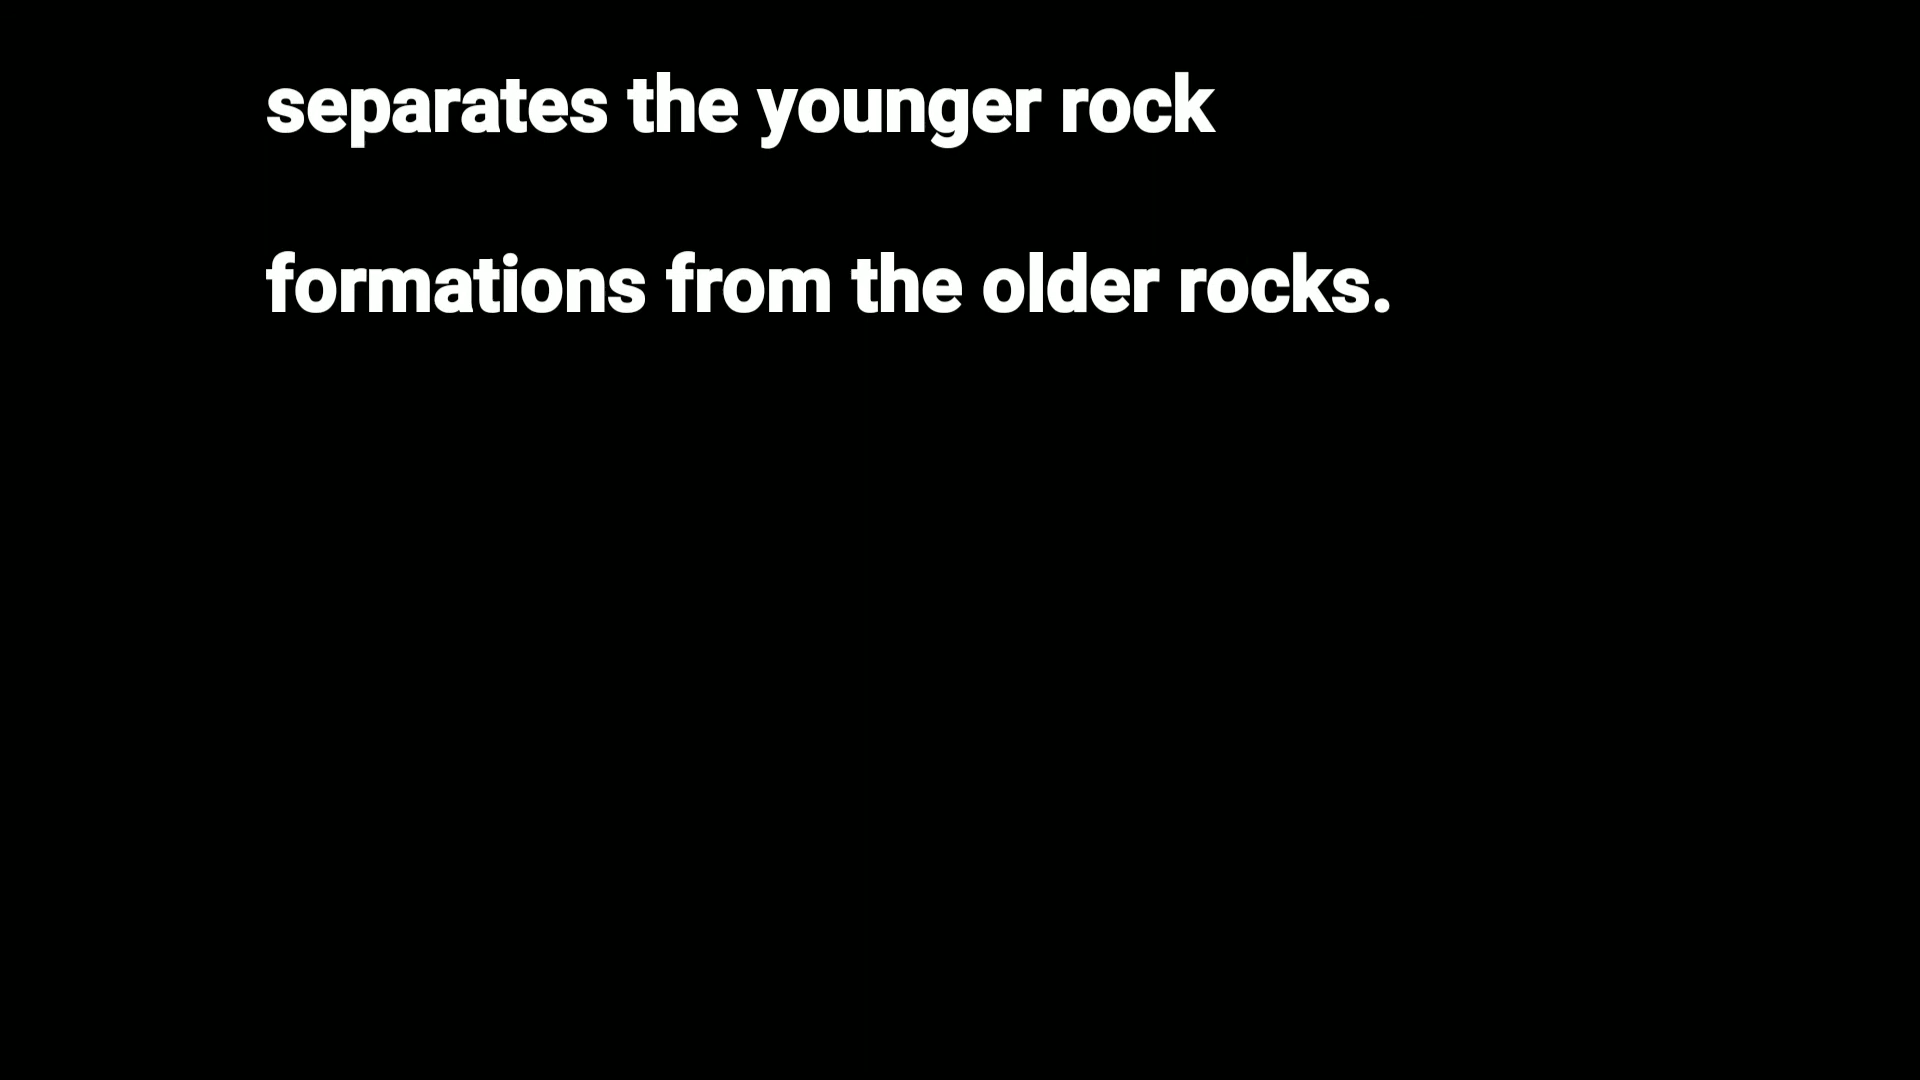 separates the younger rock
formations from the older rocks.